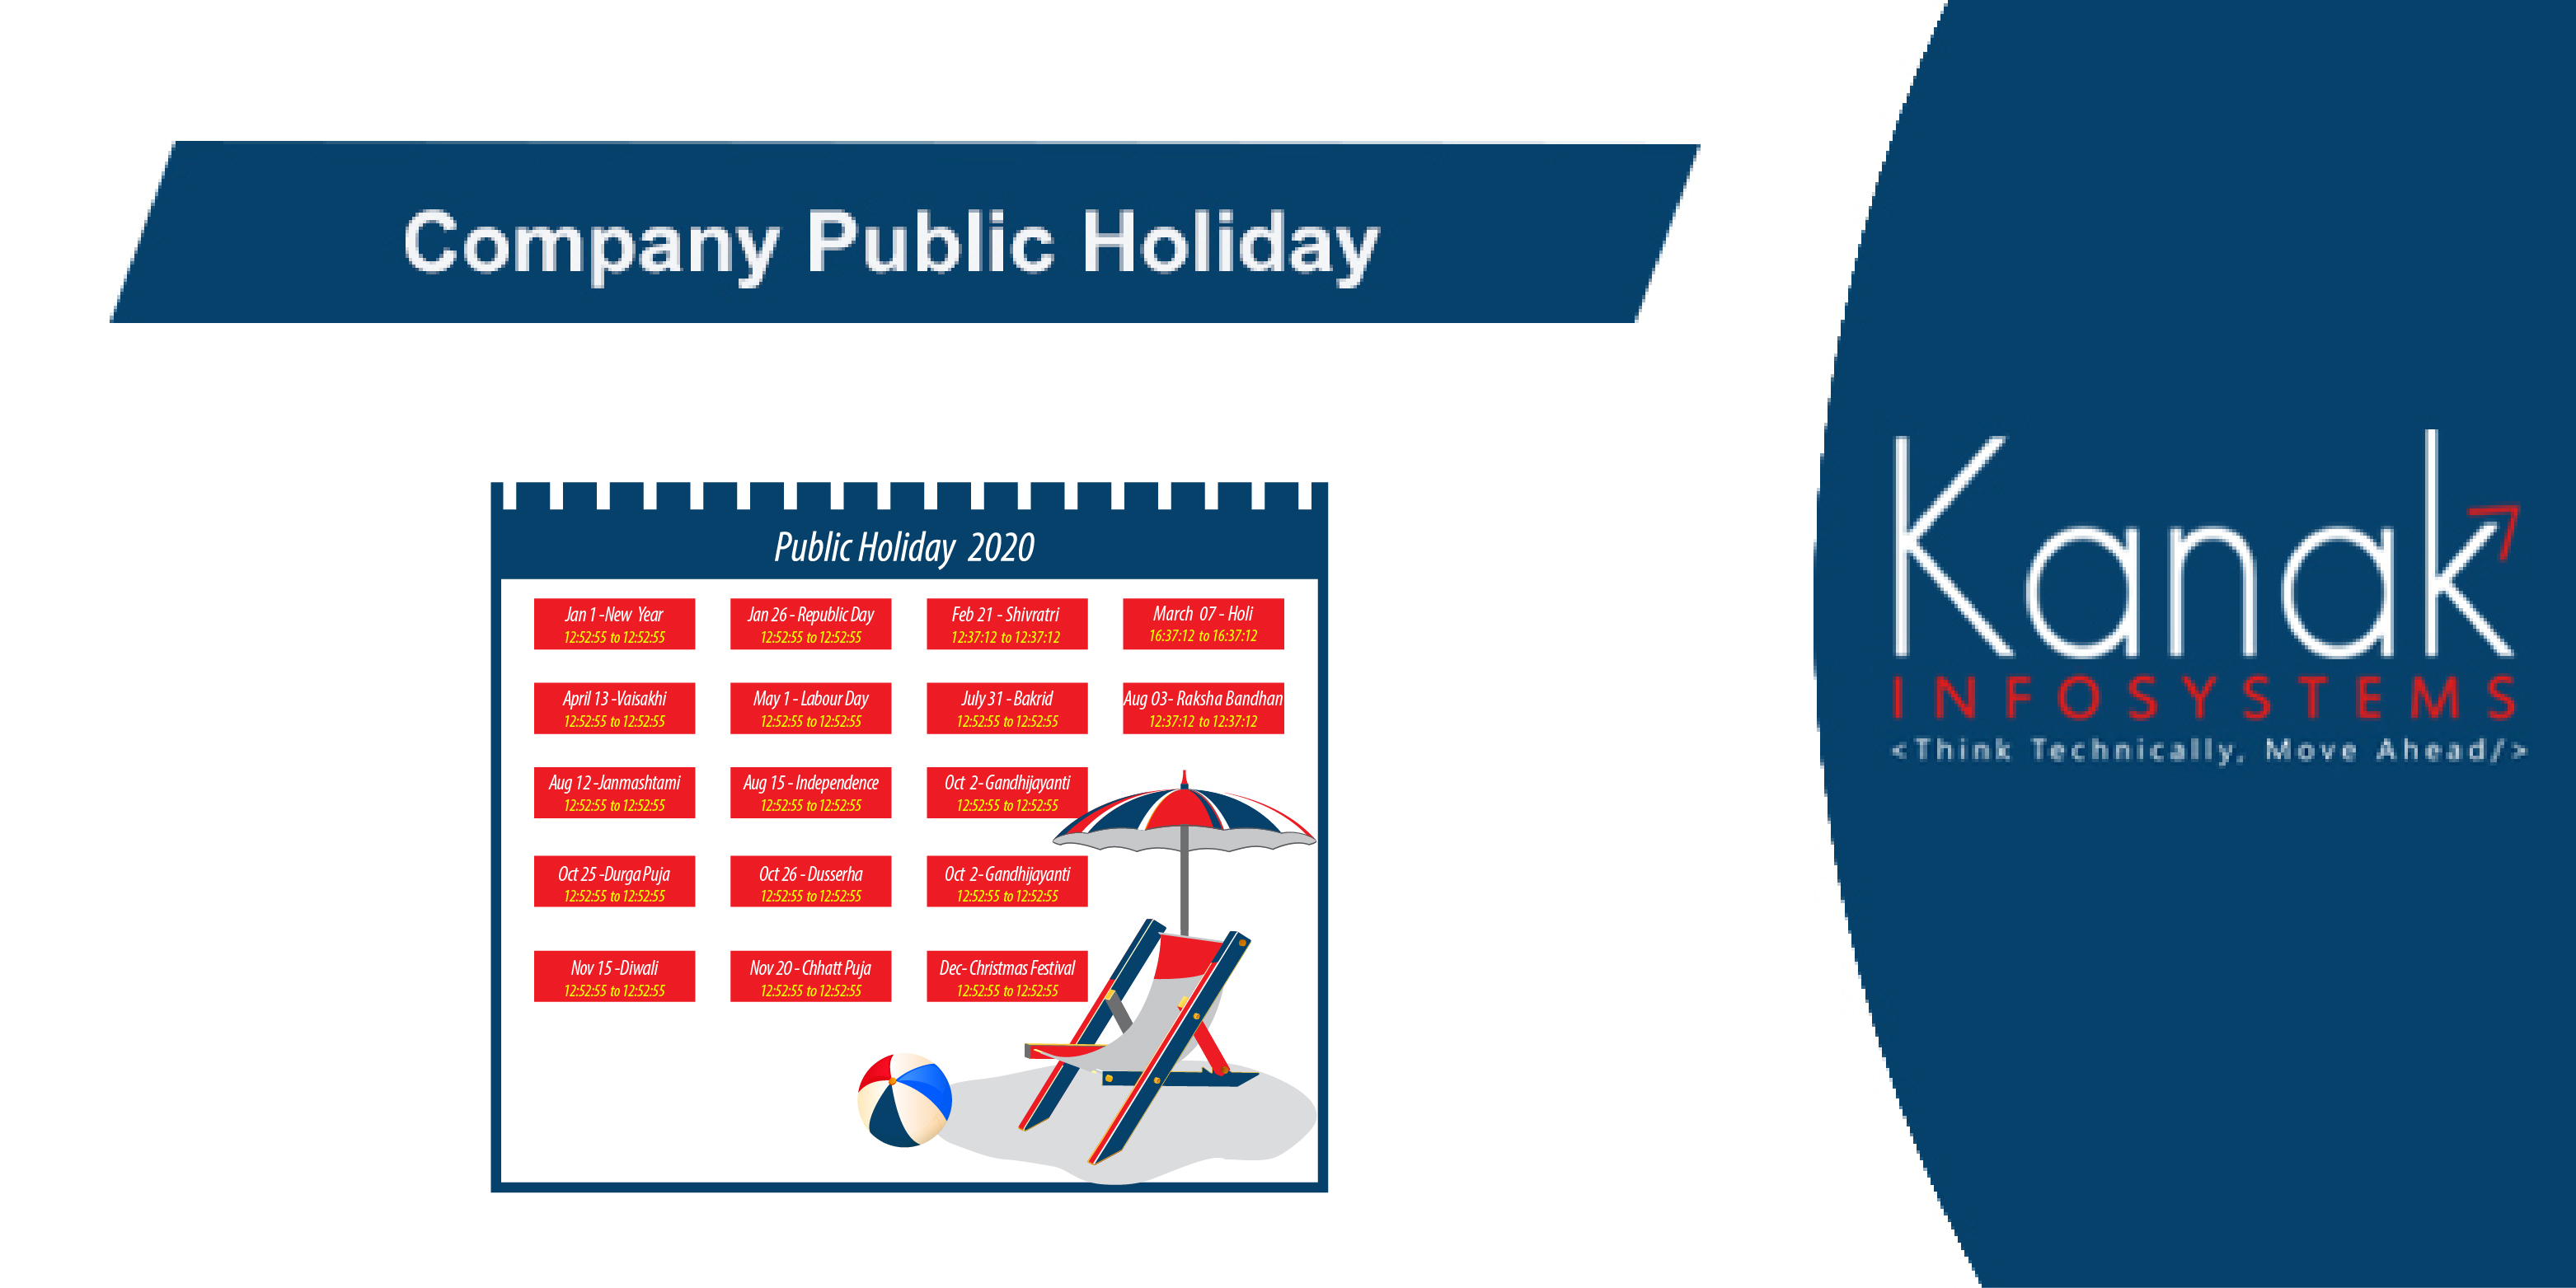 Company Public Holiday
Public Holiday 2020
Jan 1 -New Year
12:52:55 to 12:52:55
Jan 26 - Republic Day
12:52:55 to 12:52:55
Feb 21 - Shivratri
12:37:12 to 12:37:12
March 07 - Holi
16:37:12 to 16:37:12
April 13 -Vaisakhi
12:52:55 to 12:52:55
May 1 - Labour Day
12:52:55 to 12:52:55
July 31 - Bakrid
12:52:55 to 12:52:55
Aug 03- Raksha Bandhan
12:37:12 to 12:37:12
Aug 12 -Janmashtami
12:52:55 to 12:52:55
Aug 15 - Independence
12:52:55 to 12:52:55
Oct 2- Gandhijayanti
12:52:55 to 12:52:55
Oct 25 -Durga Puja
12:52:55 to 12:52:55
Oct 26 - Dusserha
12:52:55 to 12:52:55
Oct 2- Gandhijayanti
12:52:55 to 12:52:55
Nov 15 -Diwali
12:52:55 to 12:52:55
Nov 20 - Chhatt Puja
12:52:55 to 12:52:55
Dec- Christmas Festival
12:52:55 to 12:52:55
Kanak
INFOSYSTEMS
<Think Technically, Move Ahead/>